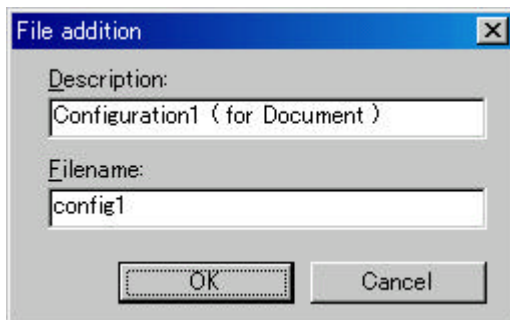 File addition
Description:
Configuration1 ( for Document )
Filename:
config1
OK Cancel